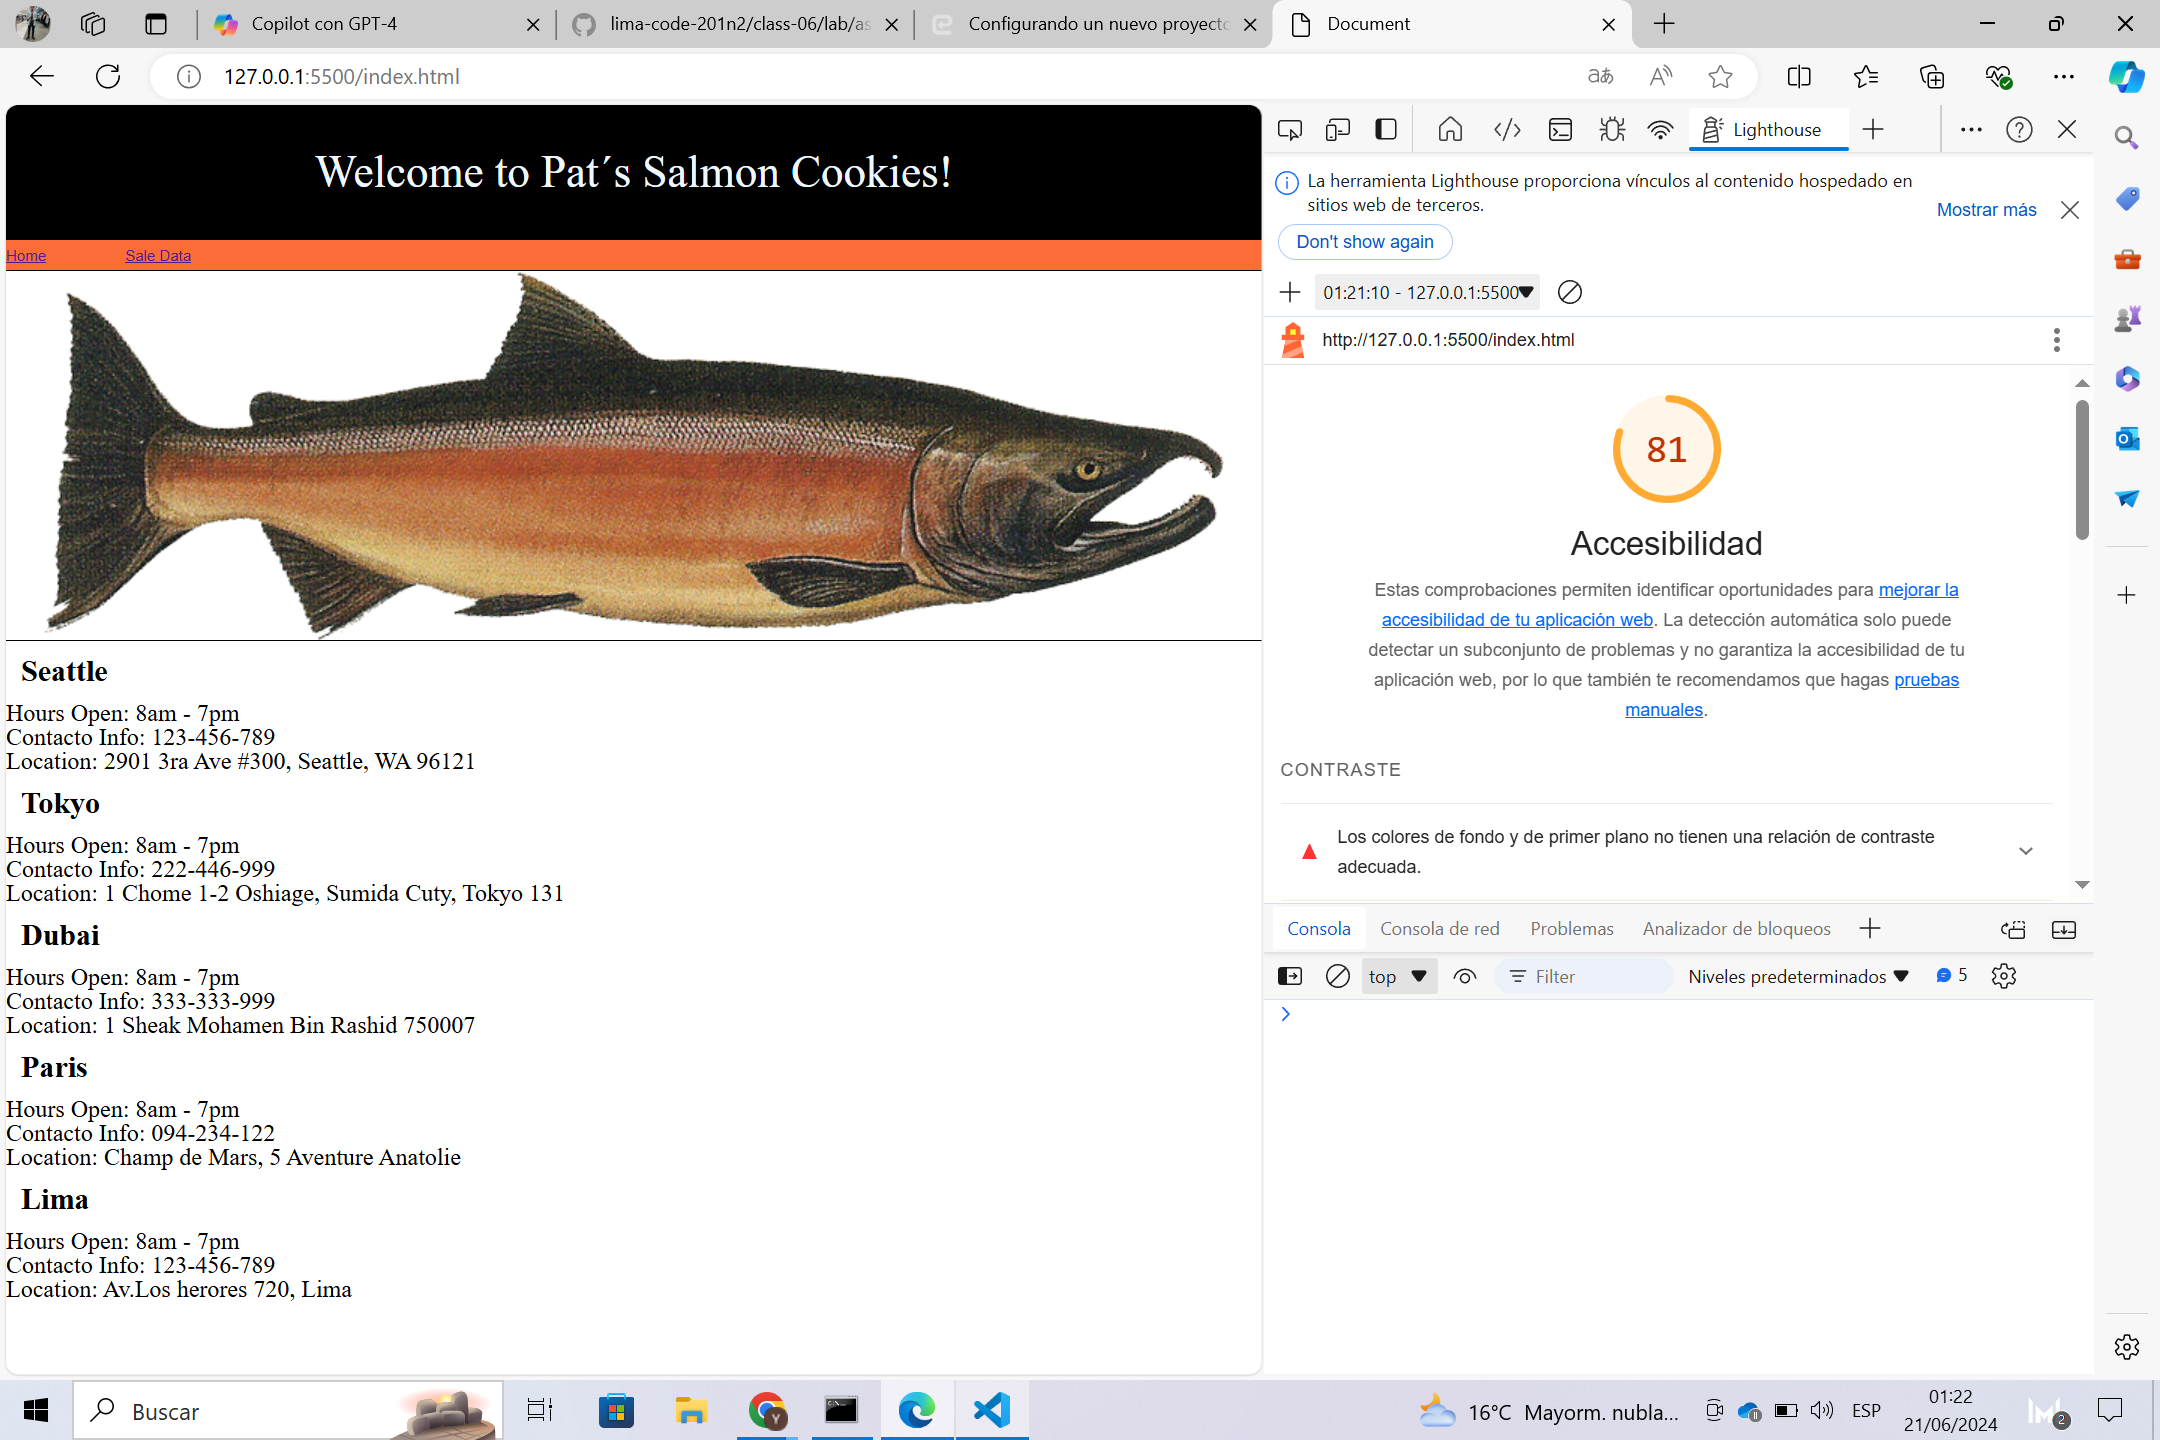 Copilot con GPT-4
lima-code-201n2/class-06/lab/as
Configurando un nuevo proyecto
Document
127.0.0.1:5500/index.html
Welcome to Pat´s Salmon Cookies!
Home
Sale Data
Seattle
Hours Open: 8am - 7pm
Contacto Info: 123-456-789
Location: 2901 3ra Ave #300, Seattle, WA 96121
Tokyo
Hours Open: 8am - 7pm
Contacto Info: 222-446-999
Location: 1 Chome 1-2 Oshiage, Sumida Cuty, Tokyo 131
Dubai
Hours Open: 8am - 7pm
Contacto Info: 333-333-999
Location: 1 Sheak Mohamen Bin Rashid 750007
Paris
Hours Open: 8am - 7pm
Contacto Info: 094-234-122
Location: Champ de Mars, 5 Aventure Anatolie
Lima
Hours Open: 8am - 7pm
Contacto Info: 123-456-789
Location: Av.Los herores 720, Lima
Lighthouse
La herramienta Lighthouse proporciona vínculos al contenido hospedado en
sitios web de terceros.
Mostrar más
Don't show again
01:21:10 - 127.0.0.1:5500
http://127.0.0.1:5500/index.html
81
Accesibilidad
Estas comprobaciones permiten identificar oportunidades para mejorar la
accesibilidad de tu aplicación web. La detección automática solo puede
detectar un subconjunto de problemas y no garantiza la accesibilidad de tu
aplicación web, por lo que también te recomendamos que hagas pruebas
manuales.
CONTRASTE
Los colores de fondo y de primer plano no tienen una relación de contraste
adecuada.
Consola
Consola de red
Problemas
Analizador de bloqueos
top
Filter
Niveles predeterminados
5
Buscar
16°C Mayorm. nubla...
ESP
01:22
21/06/2024
2